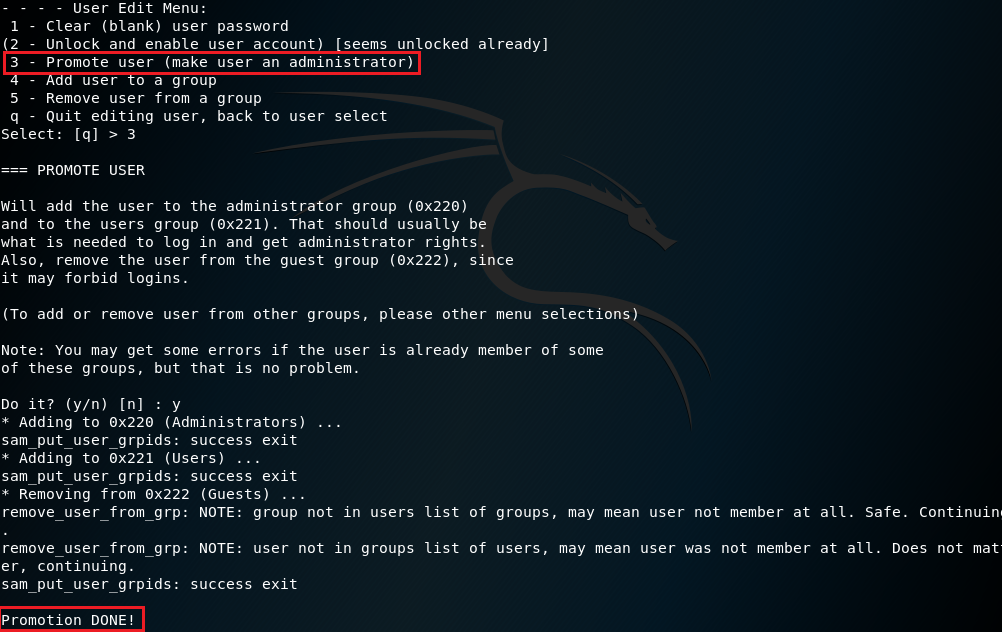 - - - - User Edit Menu:
 1 - Clear (blank) user password
(2 - Unlock and enable user account) [seems unlocked already]
 3 - Promote user (make user an administrator)
 4 - Add user to a group
 5 - Remove user from a group
 q - Quit editing user, back to user select
Select: [q] > 3
=== PROMOTE USER
Will add the user to the administrator group (0x220)
and to the users group (0x221). That should usually be
what is needed to log in and get administrator rights.
Also, remove the user from the guest group (0x222), since
it may forbid logins.
(To add or remove user from other groups, please other menu selections)
Note: You may get some errors if the user is already member of some
of these groups, but that is no problem.
Do it? (y/n) [n] : y
* Adding to 0x220 (Administrators) ...
sam_put_user_grpids: success exit
* Adding to 0x221 (Users) ...
sam_put_user_grpids: success exit
* Removing from 0x222 (Guests) ...
remove_user_from_grp: NOTE: group not in users list of groups, may mean user not member at all. Safe. Continuing
.
remove_user_from_grp: NOTE: user not in groups list of users, may mean user was not member at all. Does not matt
er, continuing.
sam_put_user_grpids: success exit
Promotion DONE!